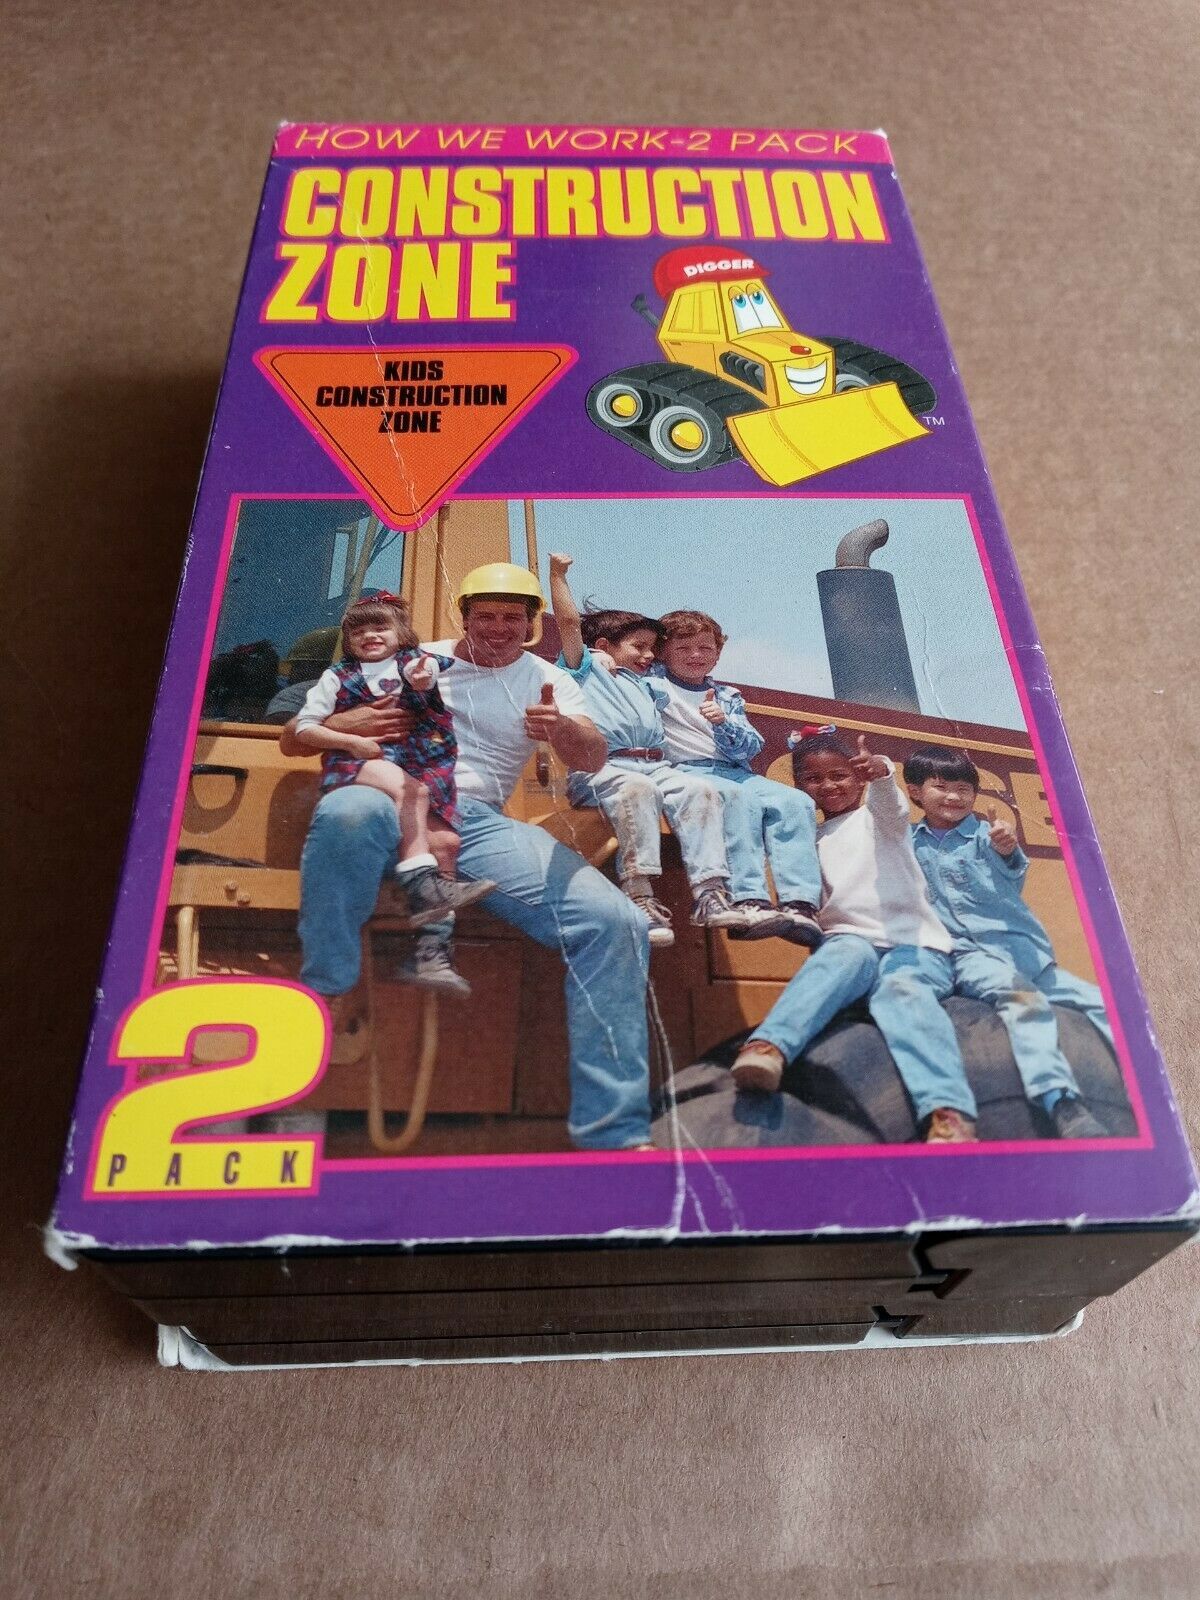 HOW WE WORK-2 PACK
CONSTRUCTION
ZONE
DIGGER
KIDS
CONSTRUCTION
ZONE
TM
2
PACK